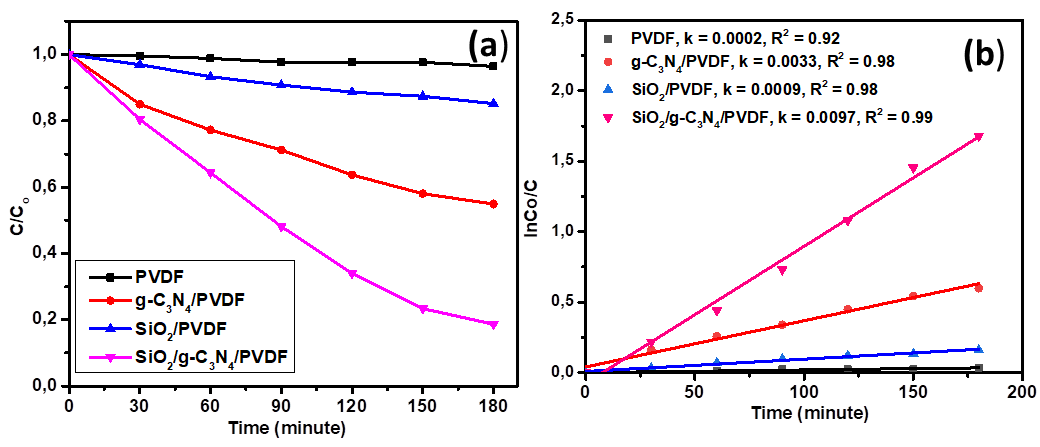 (a)
1,0
0,8
0,6
0,4
0,2
0,0
C/C₀
PVDF
g-C₃N₄/PVDF
SiO₂/PVDF
SiO₂/g-C₃N₄/PVDF
0 30 60 90 120 150 180
Time (minute)
(b)
PVDF, k = 0.0002, R² = 0.92
g-C₃N₄/PVDF, k = 0.0033, R² = 0.98
SiO₂/PVDF, k = 0.0009, R² = 0.98
SiO₂/g-C₃N₄/PVDF, k = 0.0097, R² = 0.99
2,5
2,0
1,5
1,0
0,5
0,0
lnCo/C
0 50 100 150 200
Time (minute)